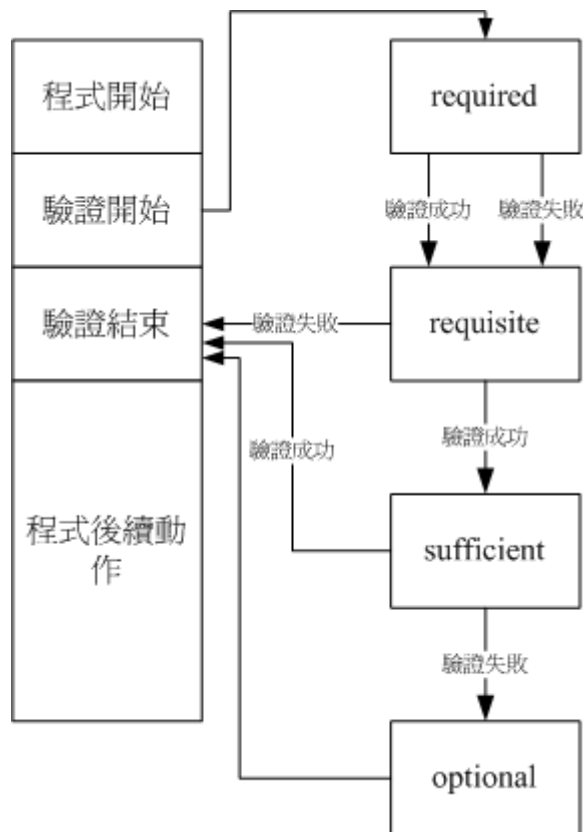 程式開始
驗證開始
驗證結束
程式後續動
作
required
驗證成功
驗證失敗
requisite
驗證失敗
驗證成功
驗證成功
sufficient
驗證失敗
optional